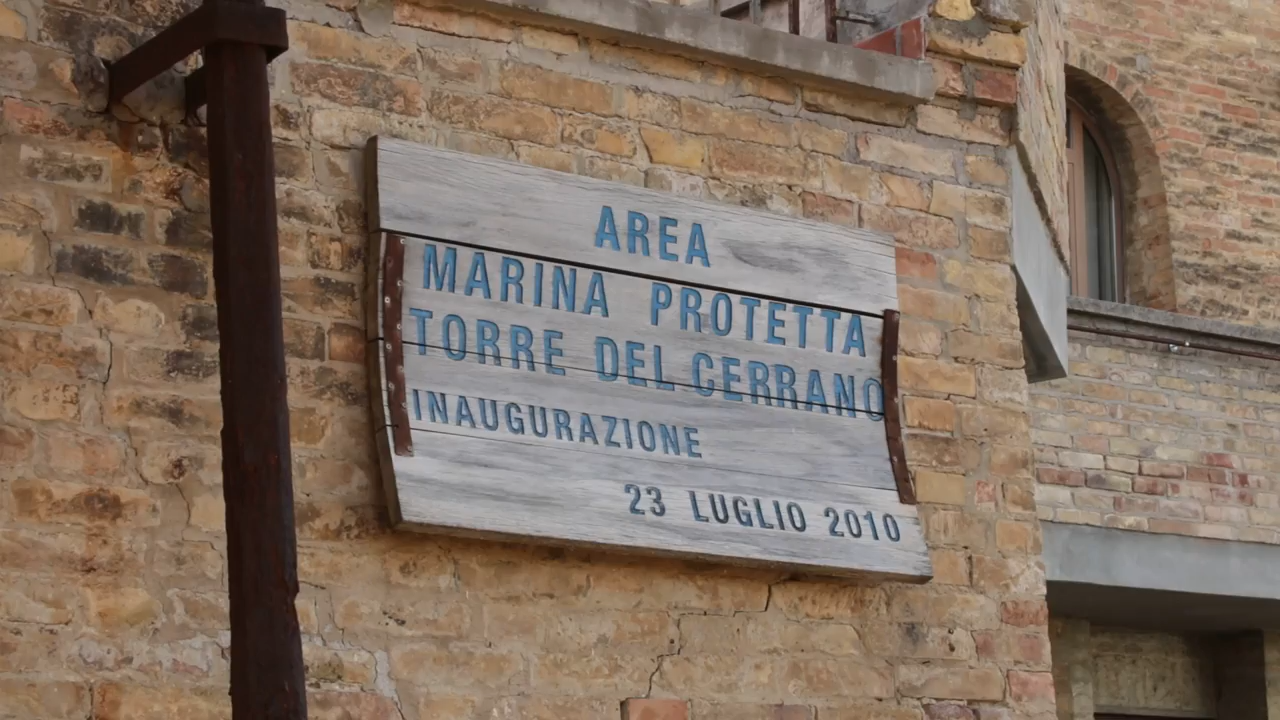 AREA
MARINA PROTETTA
TORRE DEL CERRANO
INAUGURAZIONE
23 LUGLIO 2010